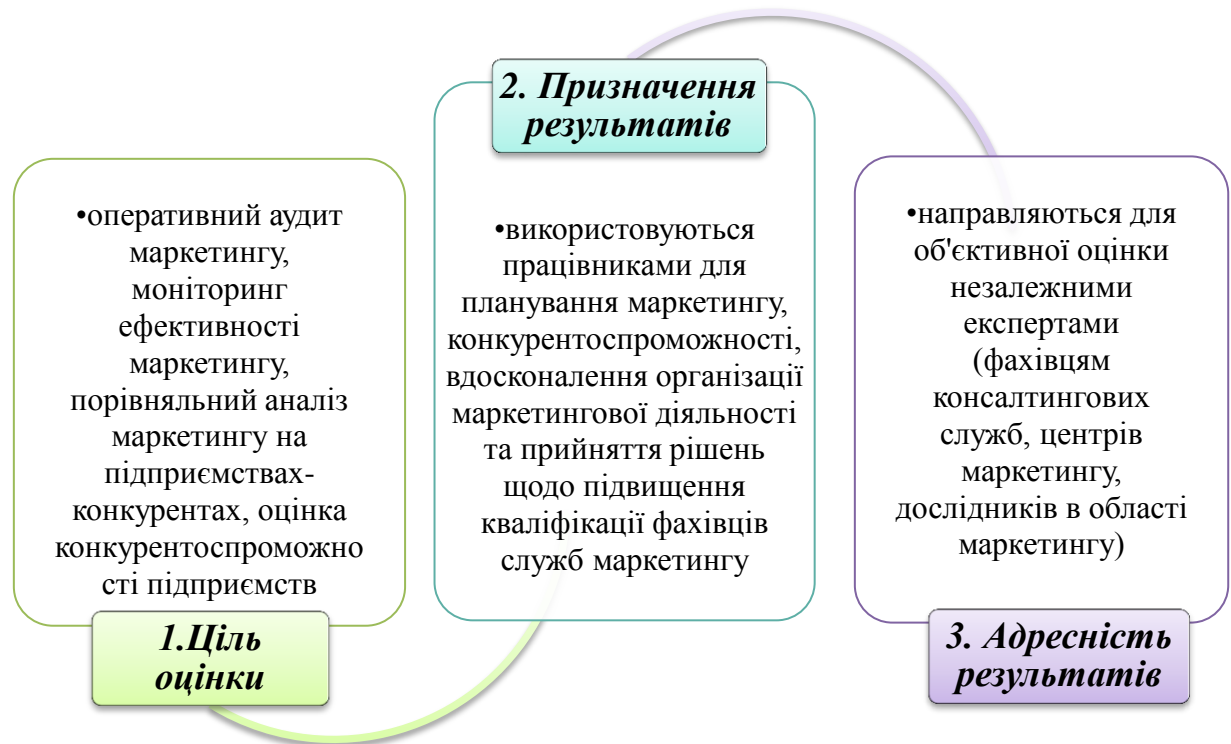 •оперативний аудит
маркетингу,
моніторинг
ефективності
маркетингу,
порівняльний аналіз
маркетингу на
підприємствах-
конкурентах, оцінка
конкурентоспроможно
сті підприємств
1.Ціль
оцінки
2. Призначення
результатів
•використовуються
працівниками для
планування маркетингу,
конкурентоспроможності,
вдосконалення організації
маркетингової діяльності
та прийняття рішень
щодо підвищення
кваліфікації фахівців
служб маркетингу
•направляються для
об'єктивної оцінки
незалежними
експертами
(фахівцям
консалтингових
служб, центрів
маркетингу,
дослідників в області
маркетингу)
3. Адресність
результатів